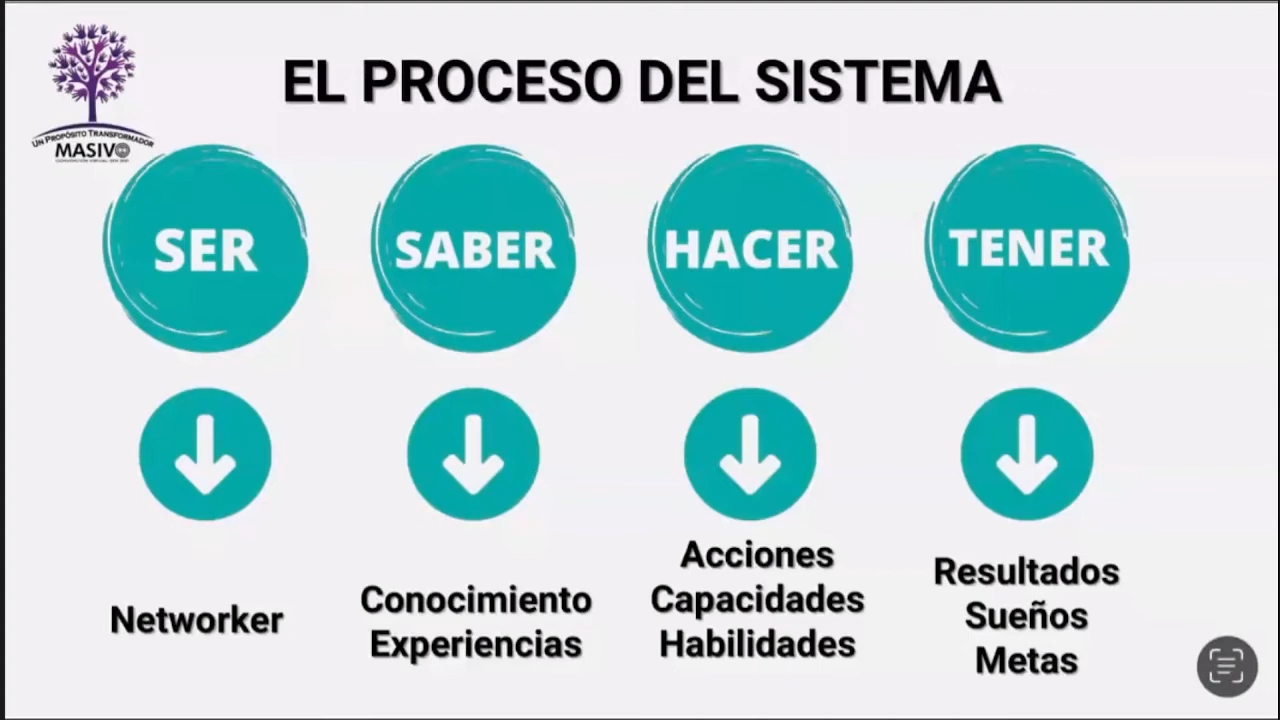 EL PROCESO DEL SISTEMA
UN PROPÓSITO TRANSFORMADOR
MASIVO
SER
SABER
HACER
TENER
Networker
Conocimiento
Experiencias
Acciones
Capacidades
Habilidades
Resultados
Sueños
Metas